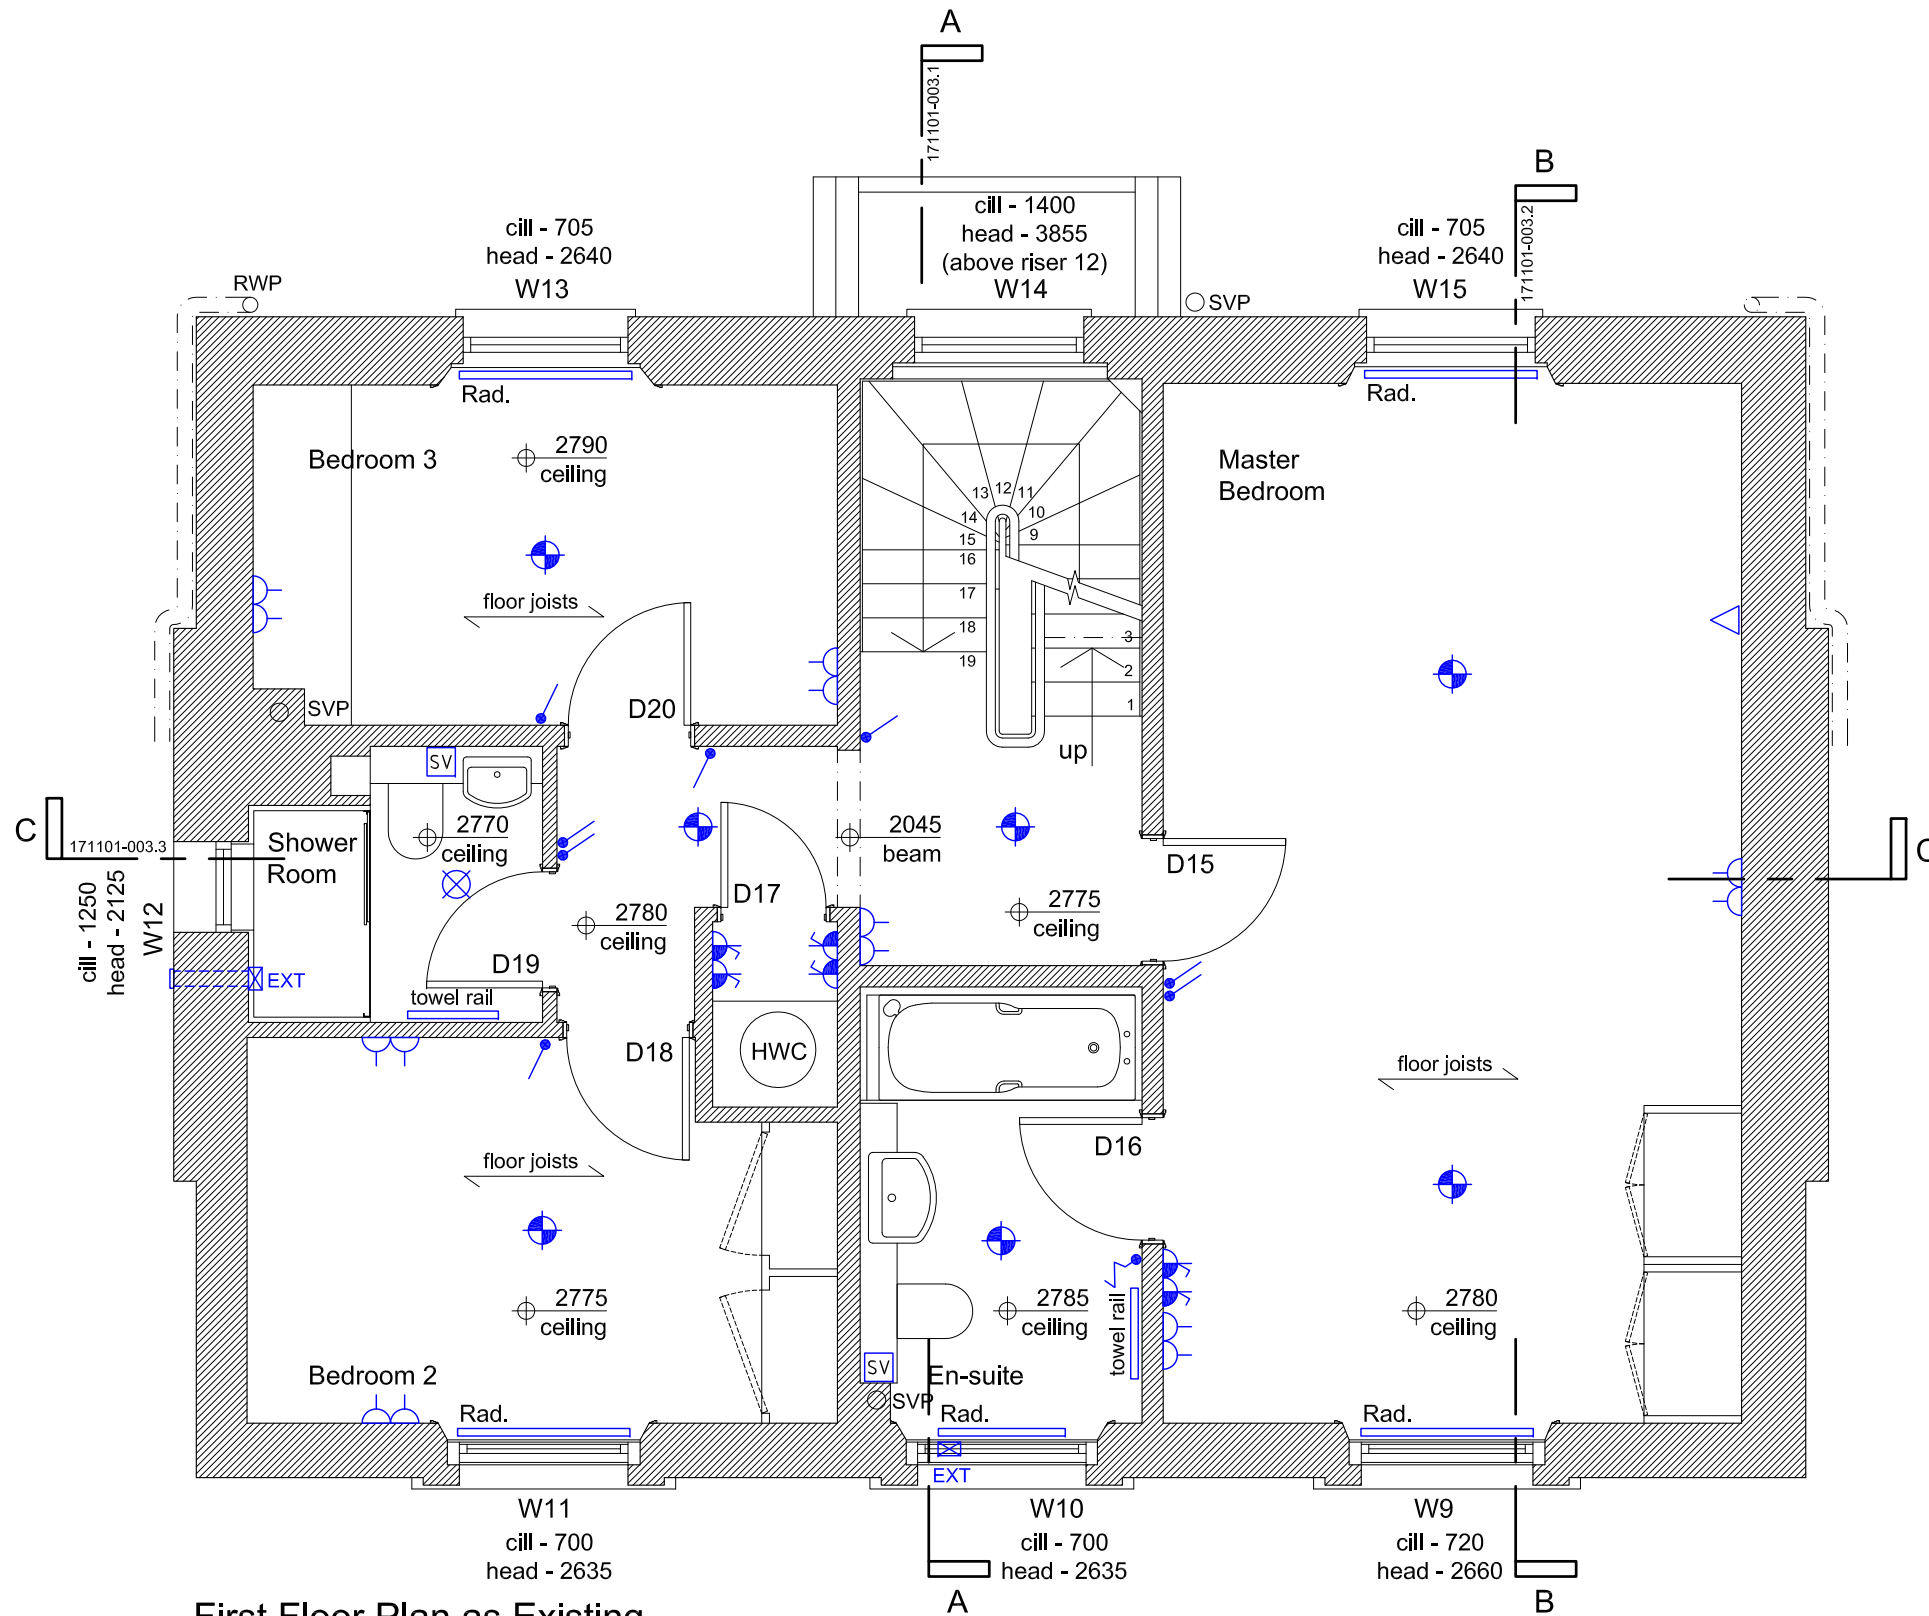 A
171101-003.1
B
171101-003.2
cill - 705
head - 2640
W13
cill - 1400
head - 3855
(above riser 12)
W14
cill - 705
head - 2640
W15
RWP
SVP
Rad.
Rad.
Bedroom 3
2790
ceiling
Master
Bedroom
13
12
11
14
10
15
9
16
17
18
3
19
2
1
up
floor joists
SVP
D20
SV
C
171101-003.3
Shower
Room
2770
ceiling
2045
beam
D15
C
cill - 1250
head - 2125
W12
D17
2780
ceiling
2775
ceiling
EXT
D19
towel rail
D18
HWC
floor joists
D16
floor joists
2775
ceiling
2785
ceiling
towel rail
2780
ceiling
Bedroom 2
SV
En-suite
SVP
Rad.
Rad.
Rad.
EXT
W11
cill - 700
head - 2635
W10
cill - 700
head - 2635
W9
cill - 720
head - 2660
A
B
First Floor Plan as Existing